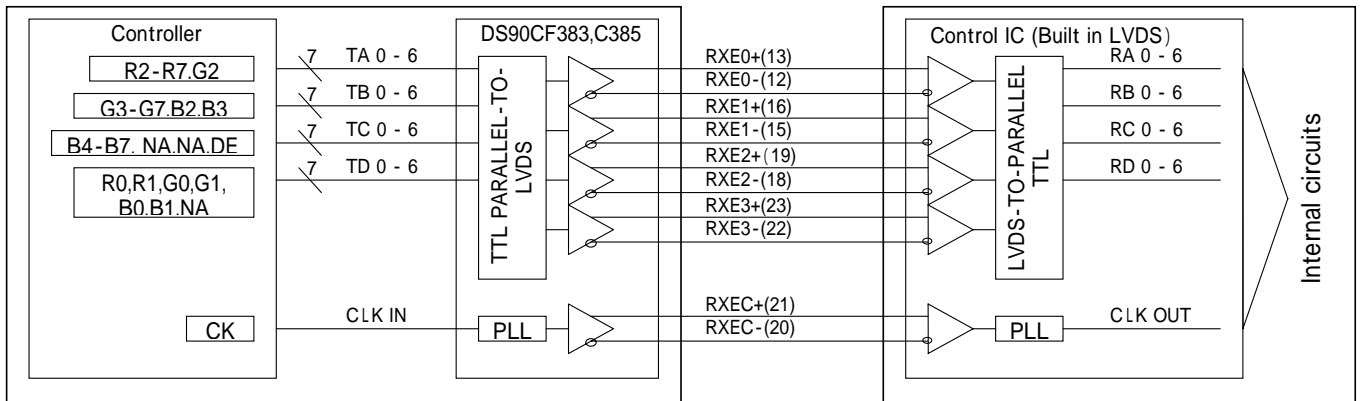 Controller
R2-R7.G2
G3-G7.B2.B3
B4-B7. NA.NA.DE
R0,R1,G0,G1,
B0.B1.NA
CK
7
TA 0 - 6
7
TB 0 - 6
7
TC 0 - 6
7
TD 0 - 6
CLK IN
DS90CF383,C385
TTL PARALLEL-TO-
LVDS
PLL
RXE0+(13)
RXE0-(12)
RXE1+(16)
RXE1-(15)
RXE2+(19)
RXE2-(18)
RXE3+(23)
RXE3-(22)
RXEC+(21)
RXEC-(20)
Control IC (Built in LVDS)
LVDS-TO-PARALLEL
TTL
PLL
RA 0 - 6
RB 0 - 6
RC 0 - 6
RD 0 - 6
CLK OUT
Internal circuits